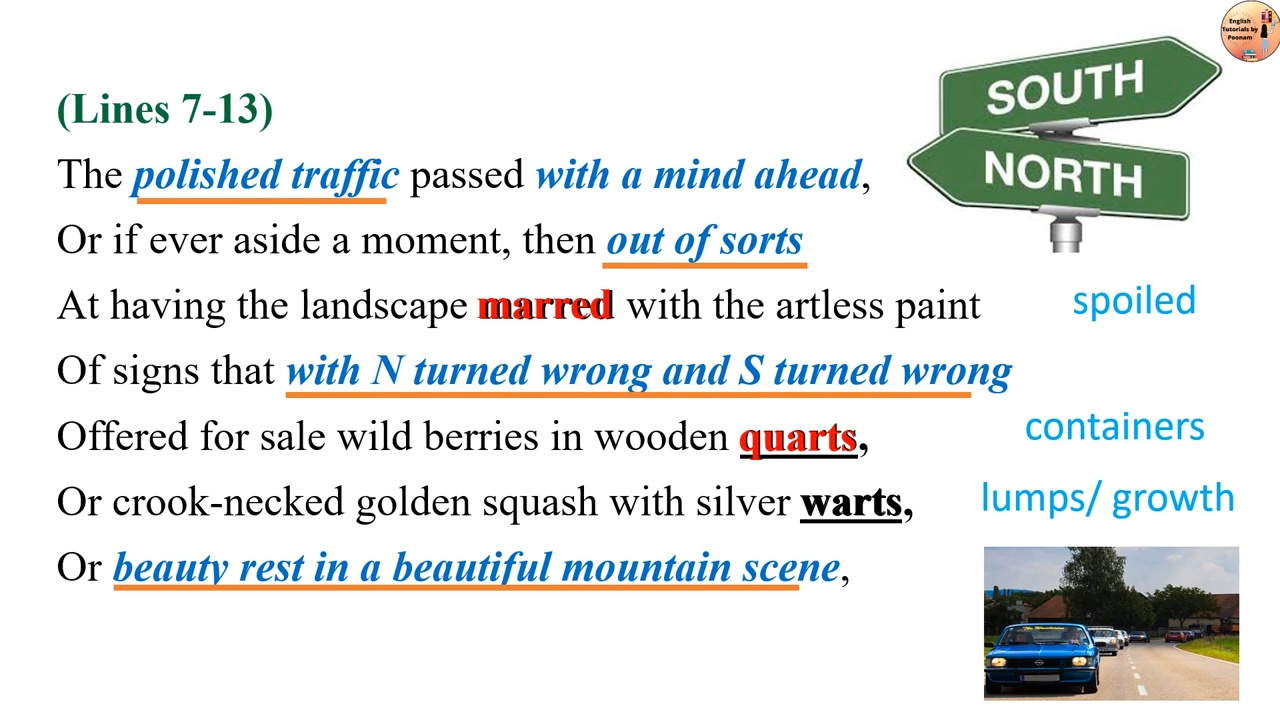 English
Tutorials by
Poonam
SOUTH
NORTH
(Lines 7-13)
The polished traffic passed with a mind ahead,
Or if ever aside a moment, then out of sorts
At having the landscape marred with the artless paint
spoiled
Of signs that with N turned wrong and S turned wrong
Offered for sale wild berries in wooden quarts,
containers
Or crook-necked golden squash with silver warts,
lumps/ growth
Or beauty rest in a beautiful mountain scene,